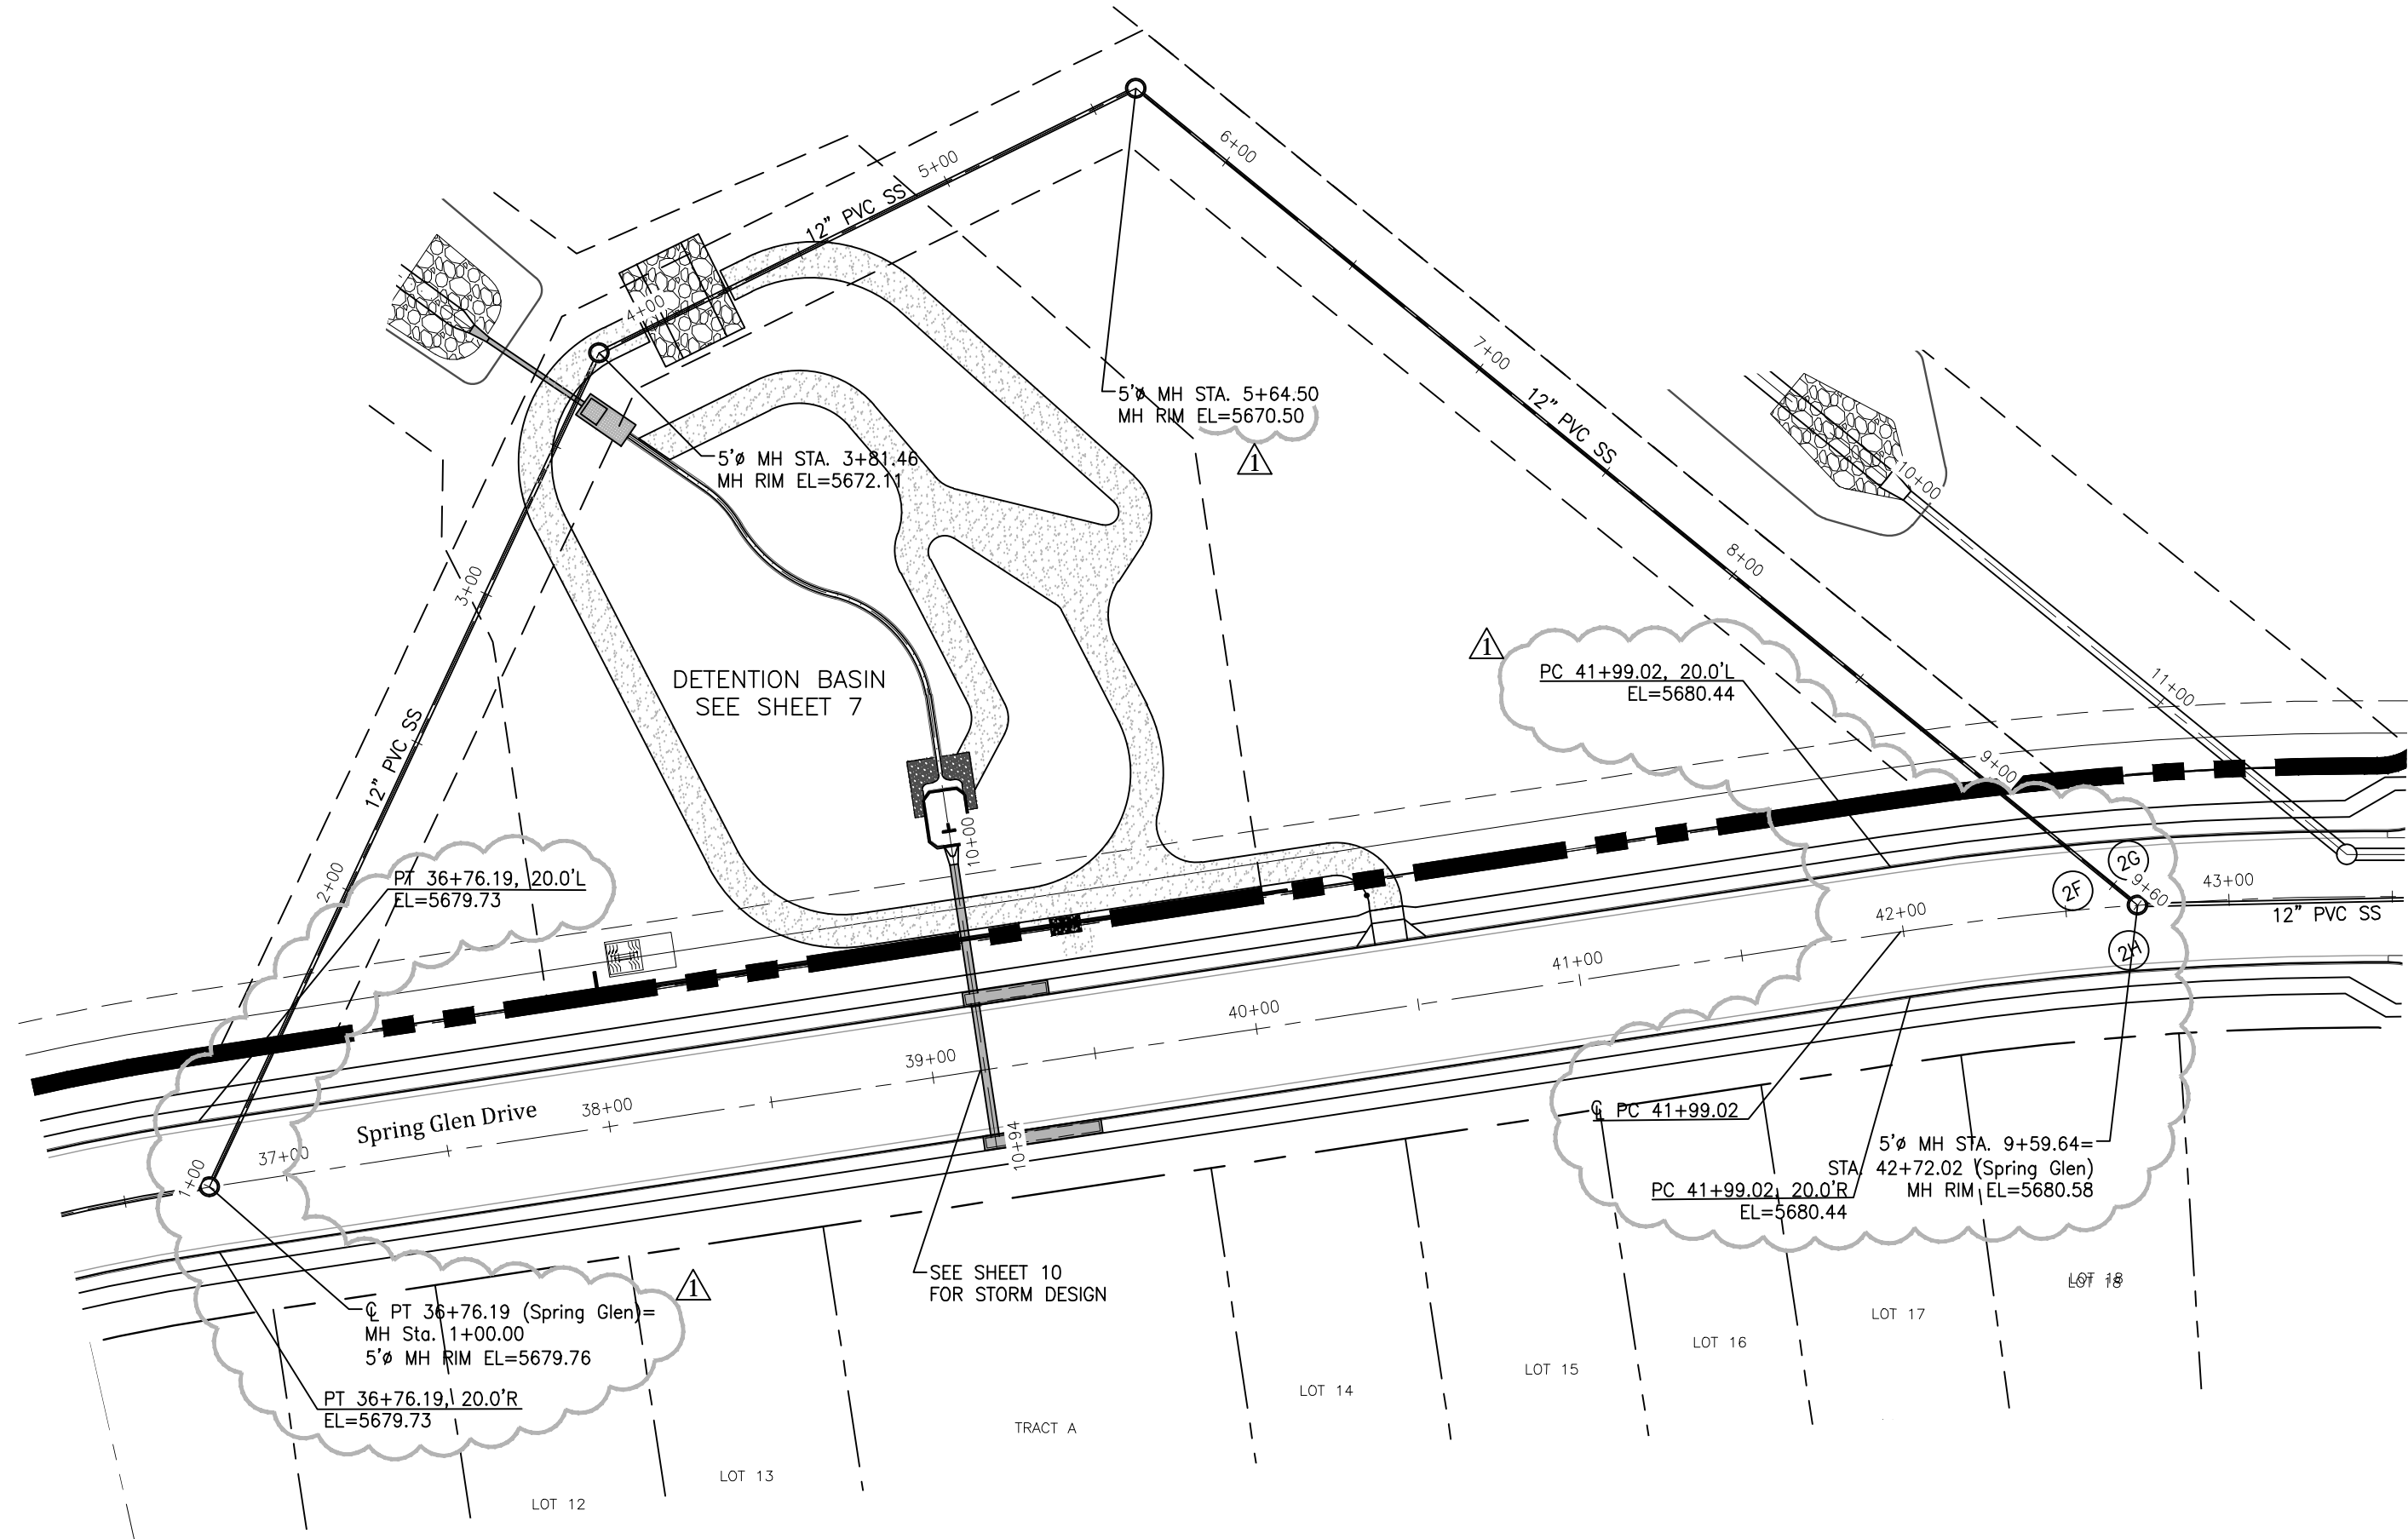 6+00
5+00
12" PVC SS
4+00
5'ø MH STA. 5+64.50
MH RIM EL=5670.50
1
5'ø MH STA. 3+81.46
MH RIM EL=5672.11
7+00
12" PVC SS
10+00
8+00
3+00
1
PC 41+99.02, 20.0'L
EL=5680.44
11+00
DETENTION BASIN
SEE SHEET 7
12" PVC SS
9+00
10+00
2+00
PT 36+76.19, 20.0'L
EL=5679.73
2G
2F
9+60
43+00
12" PVC SS
42+00
2H
41+00
40+00
39+00
38+00
Spring Glen Drive
37+00
1+00
10+94
℄ PC 41+99.02
5'ø MH STA. 9+59.64=
STA. 42+72.02 (Spring Glen)
MH RIM EL=5680.58
PC 41+99.02, 20.0'R
EL=5680.44
SEE SHEET 10
FOR STORM DESIGN
1
℄ PT 36+76.19 (Spring Glen)=
MH Sta. 1+00.00
5'ø MH RIM EL=5679.76
PT 36+76.19, 20.0'R
EL=5679.73
LOT 18
LOT 18
LOT 17
LOT 16
LOT 15
LOT 14
TRACT A
LOT 13
LOT 12